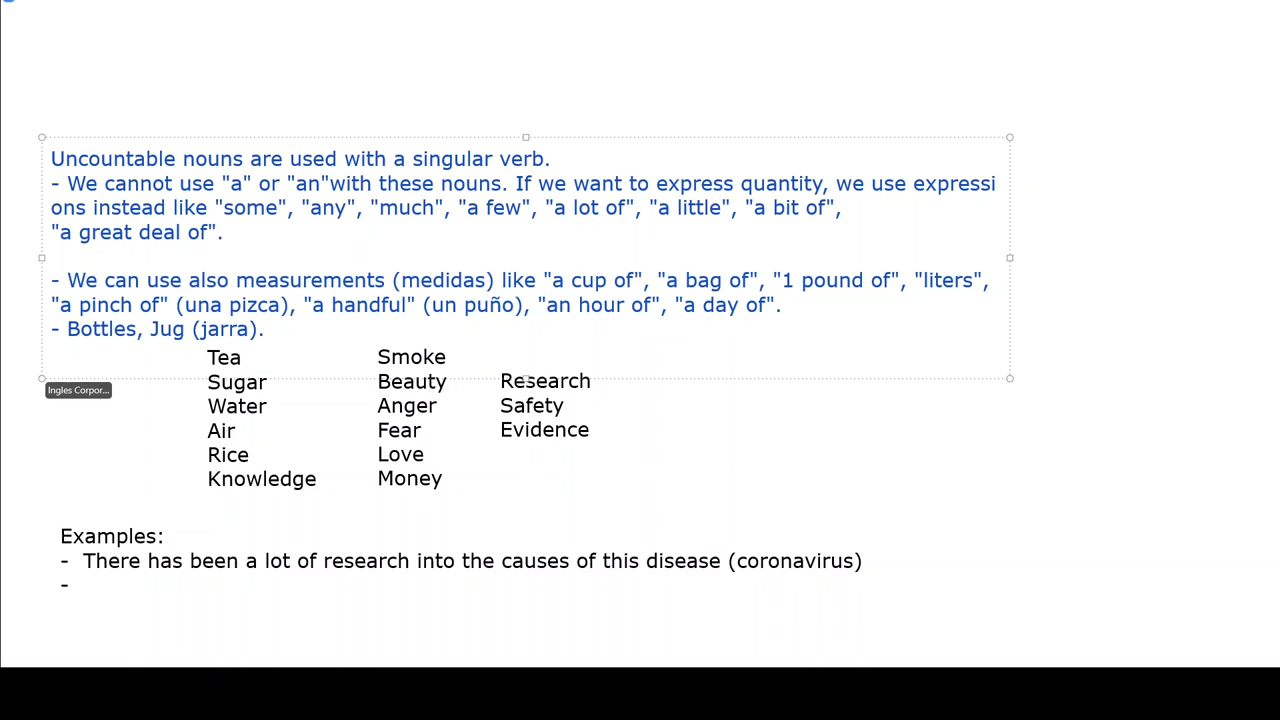 Uncountable nouns are used with a singular verb.
- We cannot use "a" or "an"with these nouns. If we want to express quantity, we use expressi
ons instead like "some", "any", "much", "a few", "a lot of", "a little", "a bit of",
"a great deal of".
- We can use also measurements (medidas) like "a cup of", "a bag of", "1 pound of", "liters",
"a pinch of" (una pizca), "a handful" (un puño), "an hour of", "a day of".
- Bottles, Jug (jarra).
Ingles Corpor...
Tea
Sugar
Water
Air
Rice
Knowledge
Smoke
Beauty
Anger
Fear
Love
Money
Research
Safety
Evidence
Examples:
- There has been a lot of research into the causes of this disease (coronavirus)
-